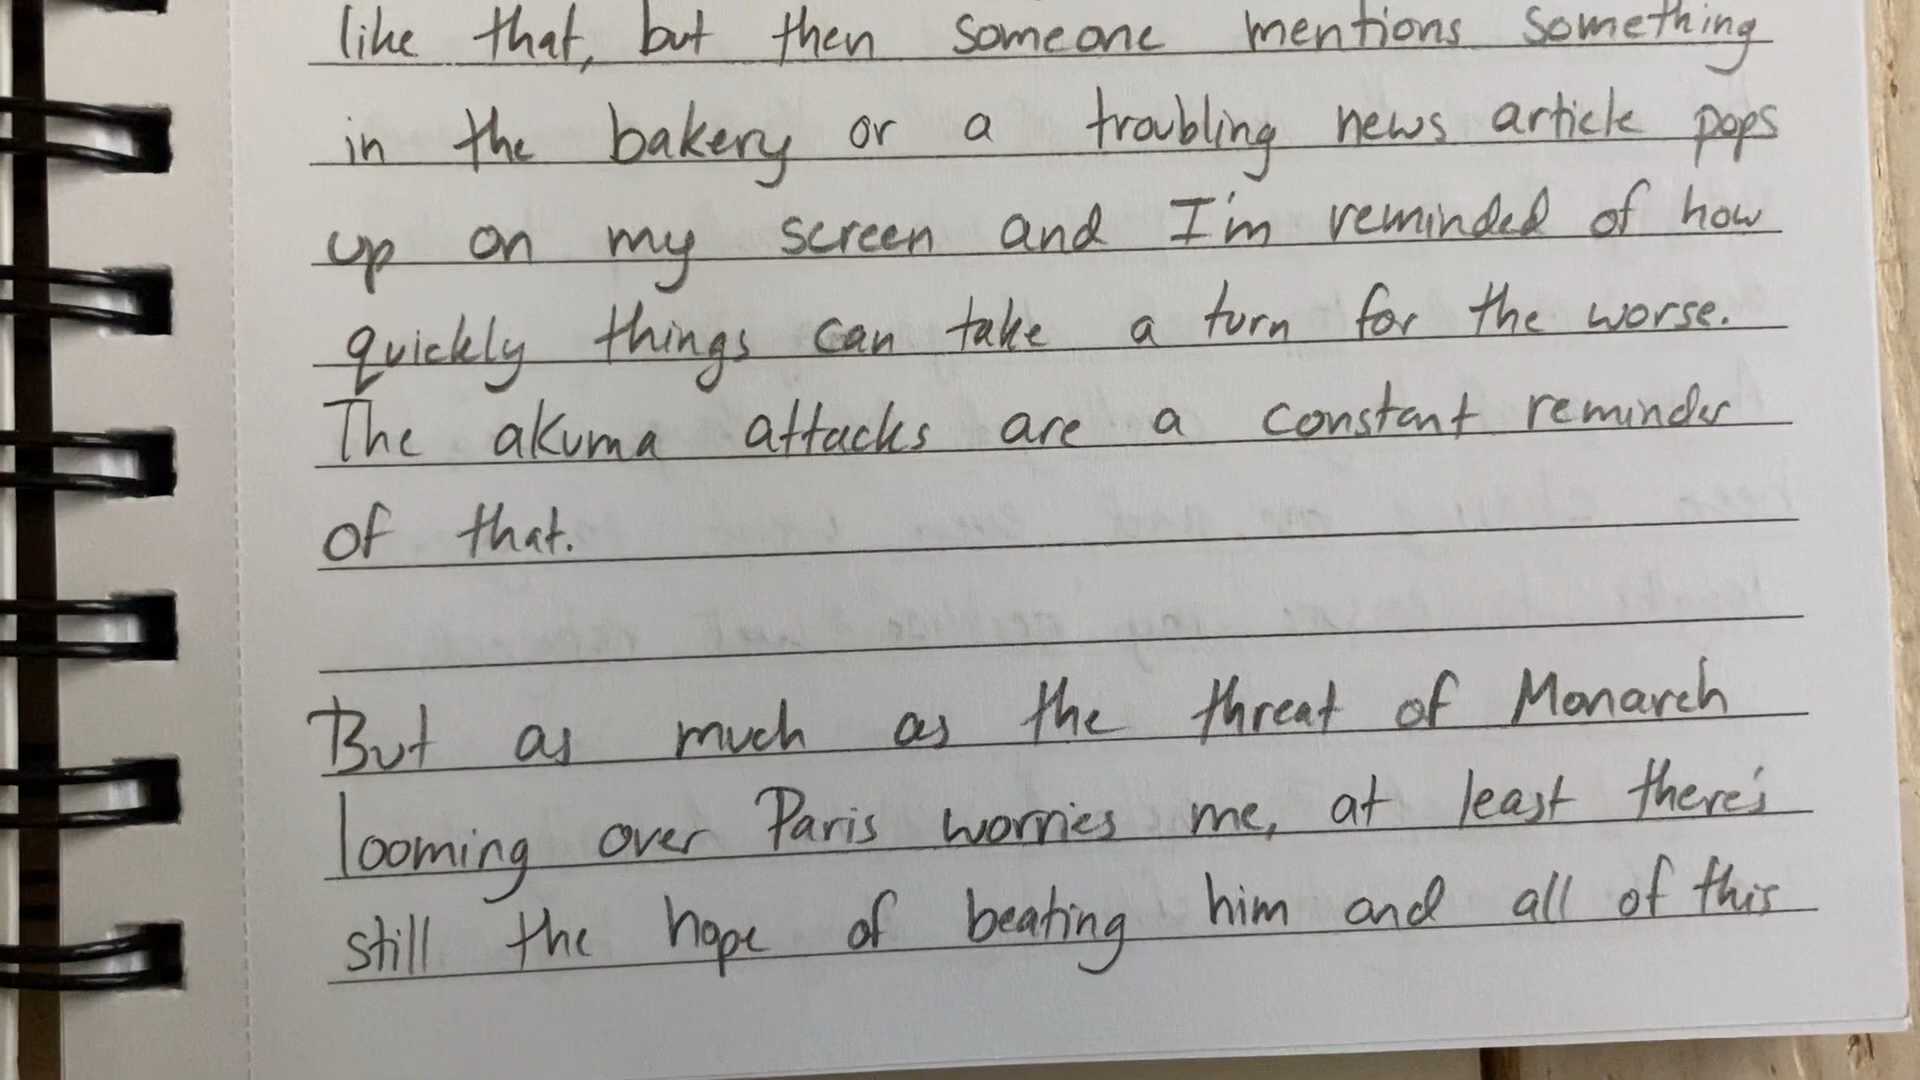 like that, but then someone mentions something
in the bakery or a troubling news article pops
up on my screen and I'm reminded of how
quickly things can take a turn for the worse.
The akuma attacks are a constant reminder
of that.
But as much as the threat of Monarch
looming over Paris worries me, at least there's
still the hope of beating him and all of this